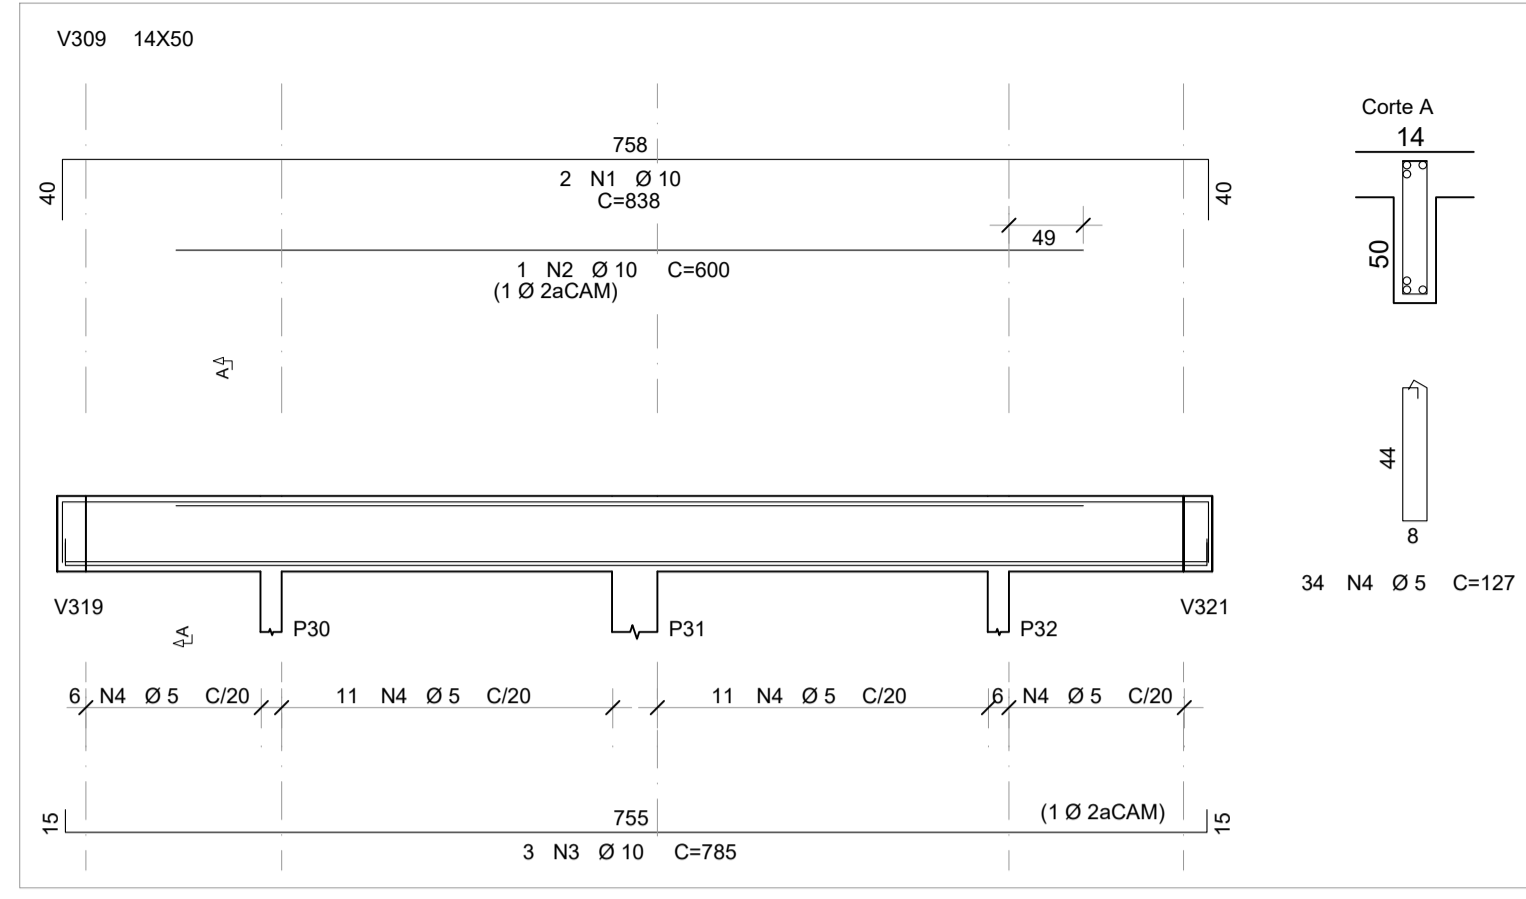 V309 14X50
Corte A
14
50
758
40
40
2 N1 Ø 10
C=838
49
1 N2 Ø 10 C=600
(1 Ø 2aCAM)
A
44
8
34 N4 Ø 5 C=127
V319
V321
P30
P31
P32
A
6 N4 Ø 5 C/20
11 N4 Ø 5 C/20
11 N4 Ø 5 C/20
6 N4 Ø 5 C/20
755
(1 Ø 2aCAM)
15
15
3 N3 Ø 10 C=785